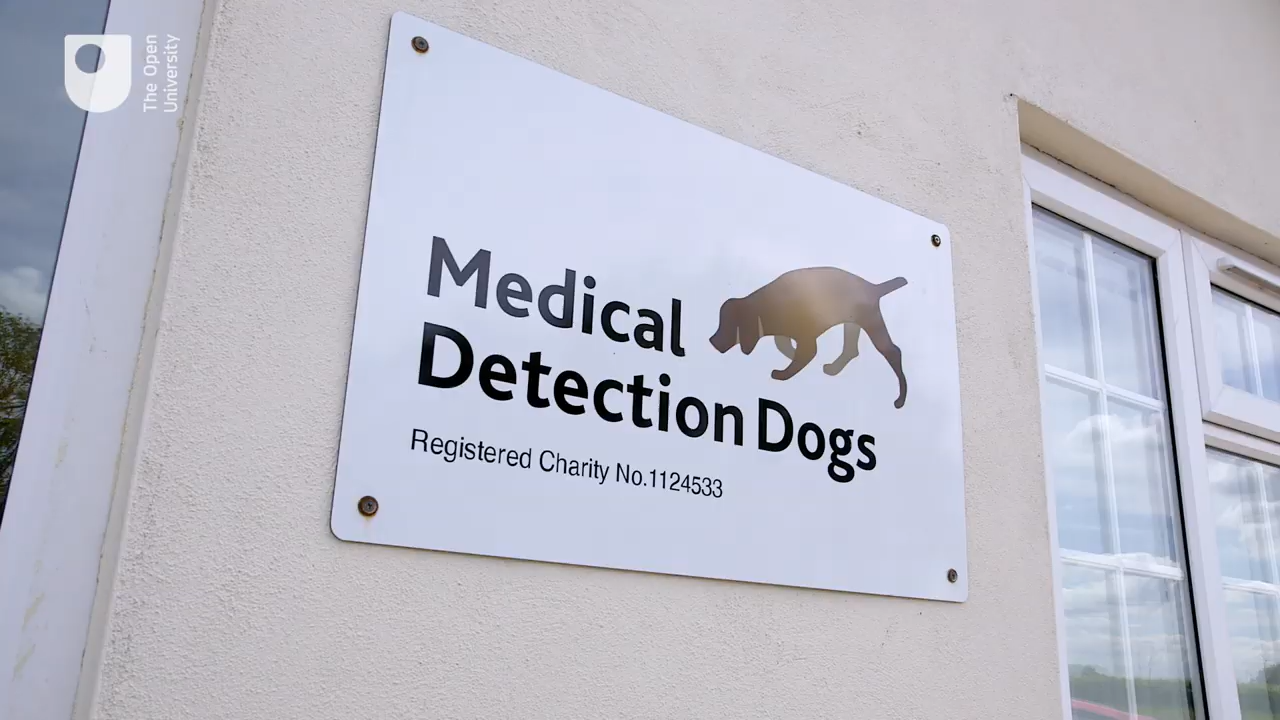 The Open
University
Medical
Detection Dogs
Registered Charity No.1124533